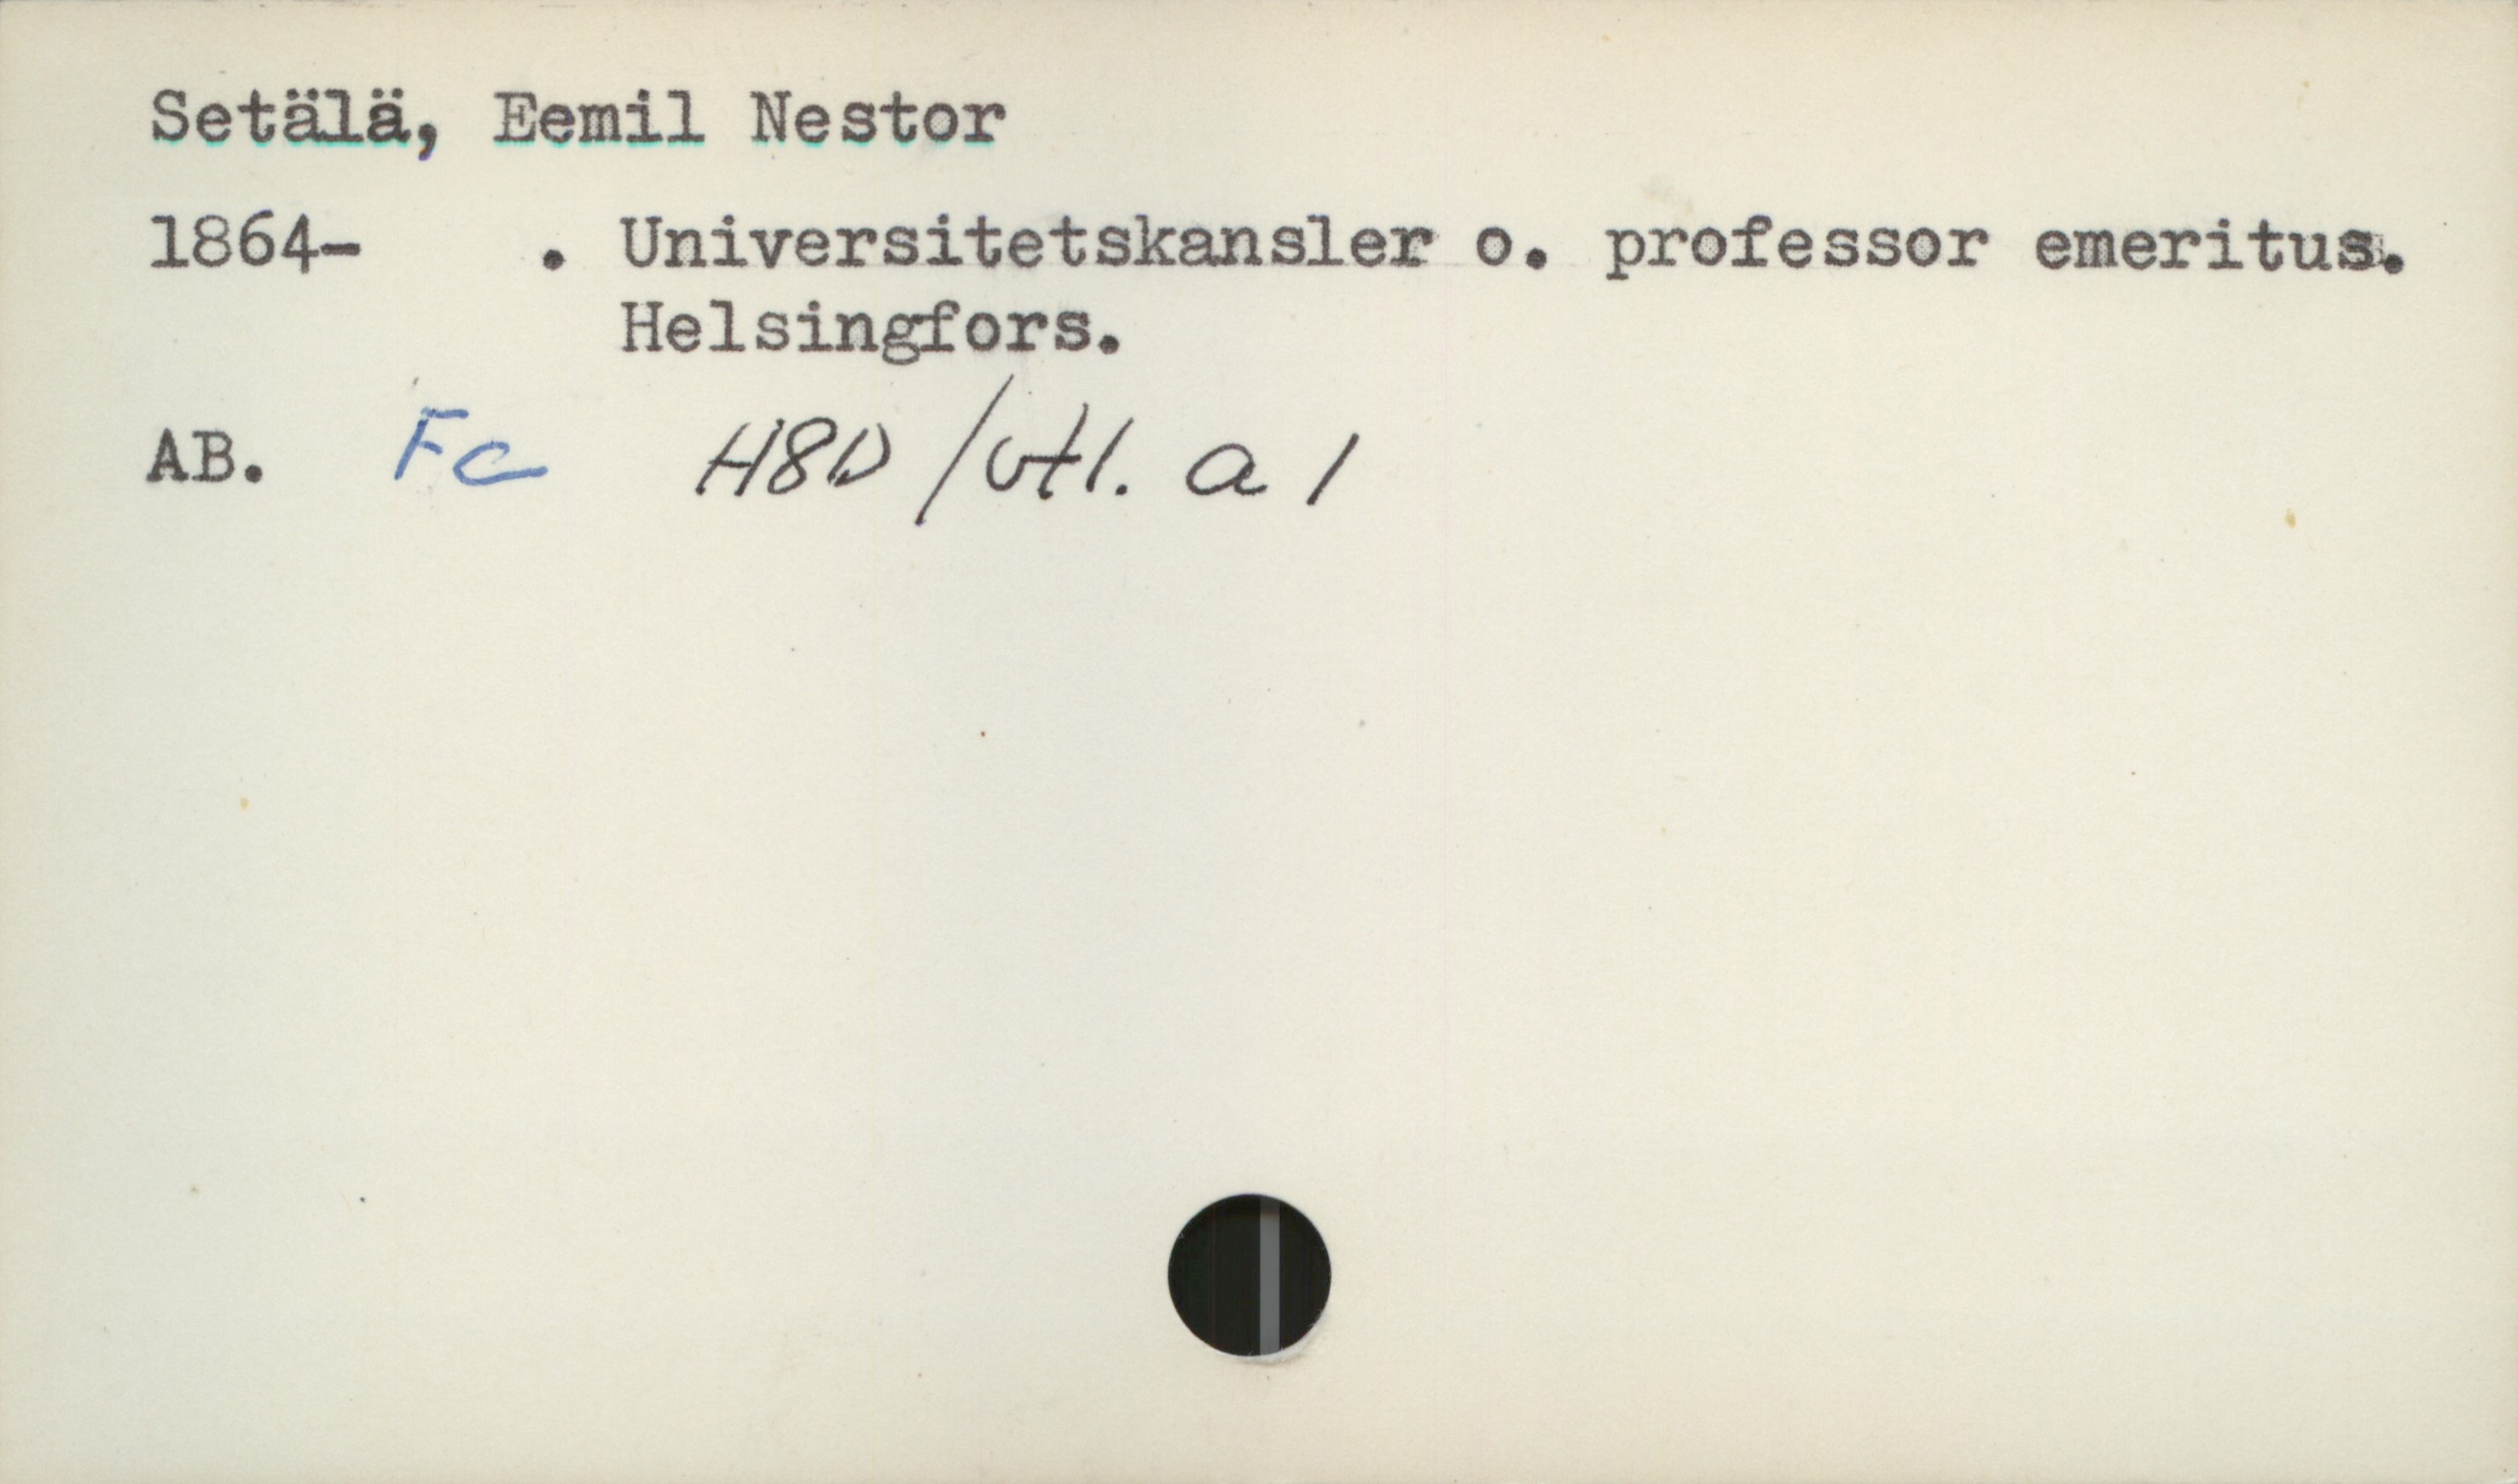 Setälä, Eemil Nestor
1864- . Universitetskansler o. professor emeritus.
Helsingfors.
AB. Fc H8D /utl. a 1